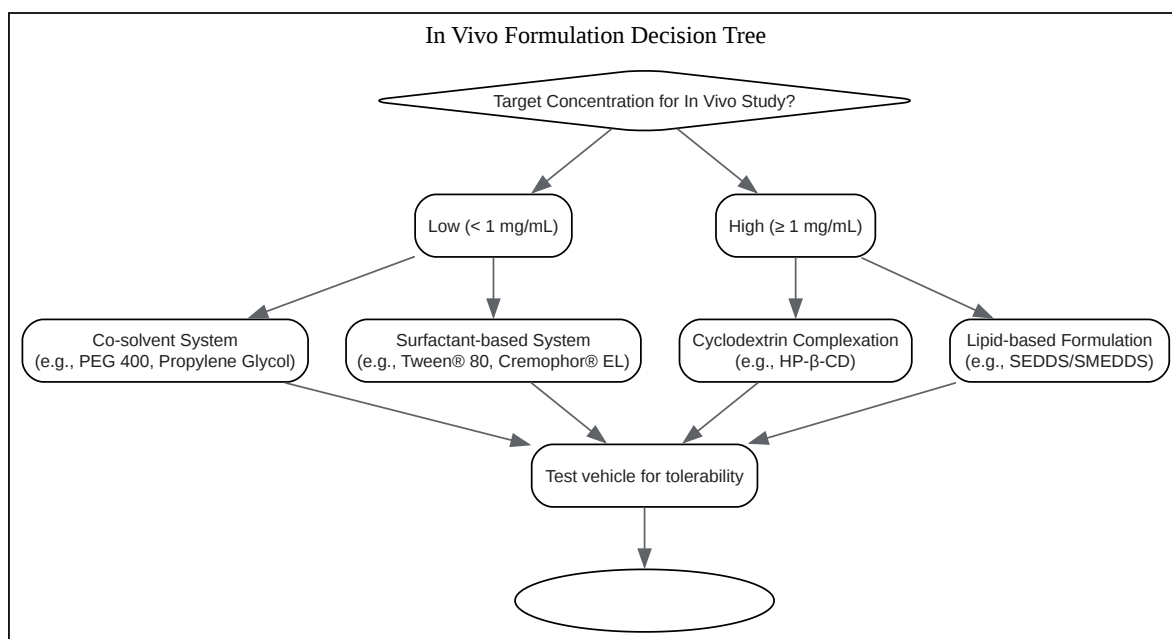 In Vivo Formulation Decision Tree
Target Concentration for In Vivo Study?
Low (< 1 mg/mL)
High (≥ 1 mg/mL)
Co-solvent System
(e.g., PEG 400, Propylene Glycol)
Surfactant-based System
(e.g., Tween® 80, Cremophor® EL)
Cyclodextrin Complexation
(e.g., HP-β-CD)
Lipid-based Formulation
(e.g., SEDDS/SMEDDS)
Test vehicle for tolerability